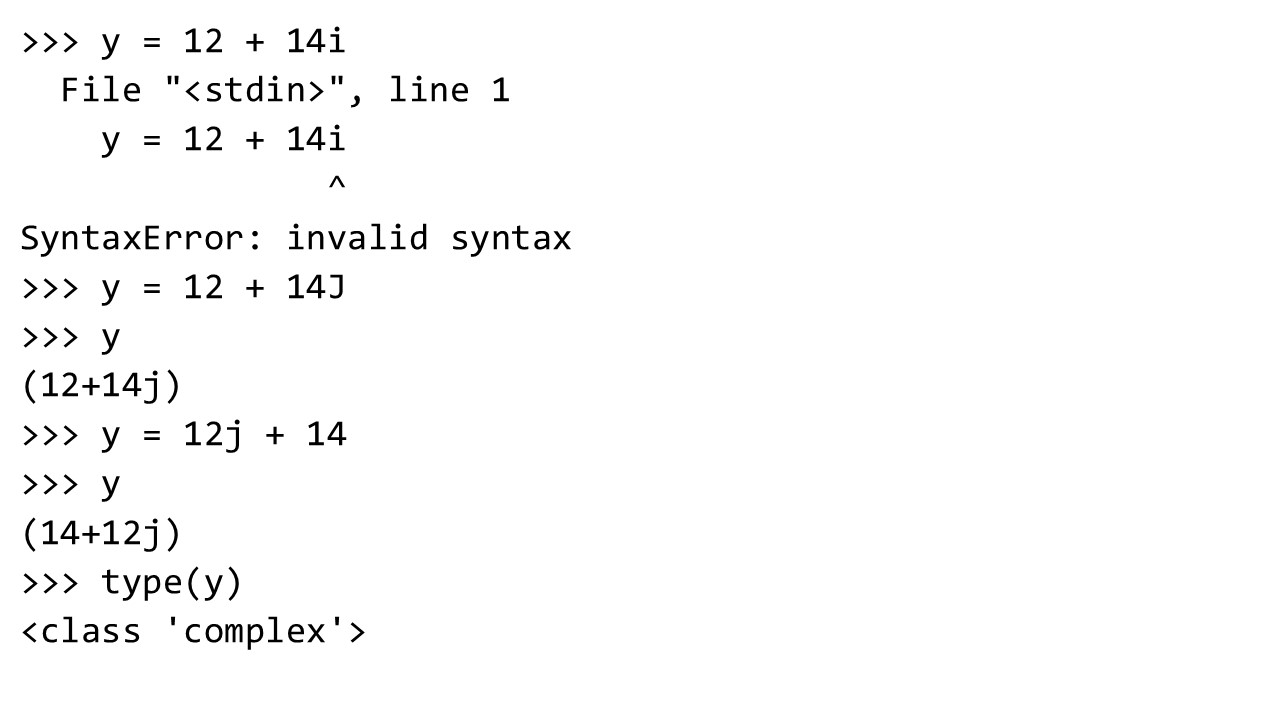 >>> y = 12 + 14i
  File "<stdin>", line 1
    y = 12 + 14i
               ^
SyntaxError: invalid syntax
>>> y = 12 + 14J
>>> y
(12+14j)
>>> y = 12j + 14
>>> y
(14+12j)
>>> type(y)
<class 'complex'>